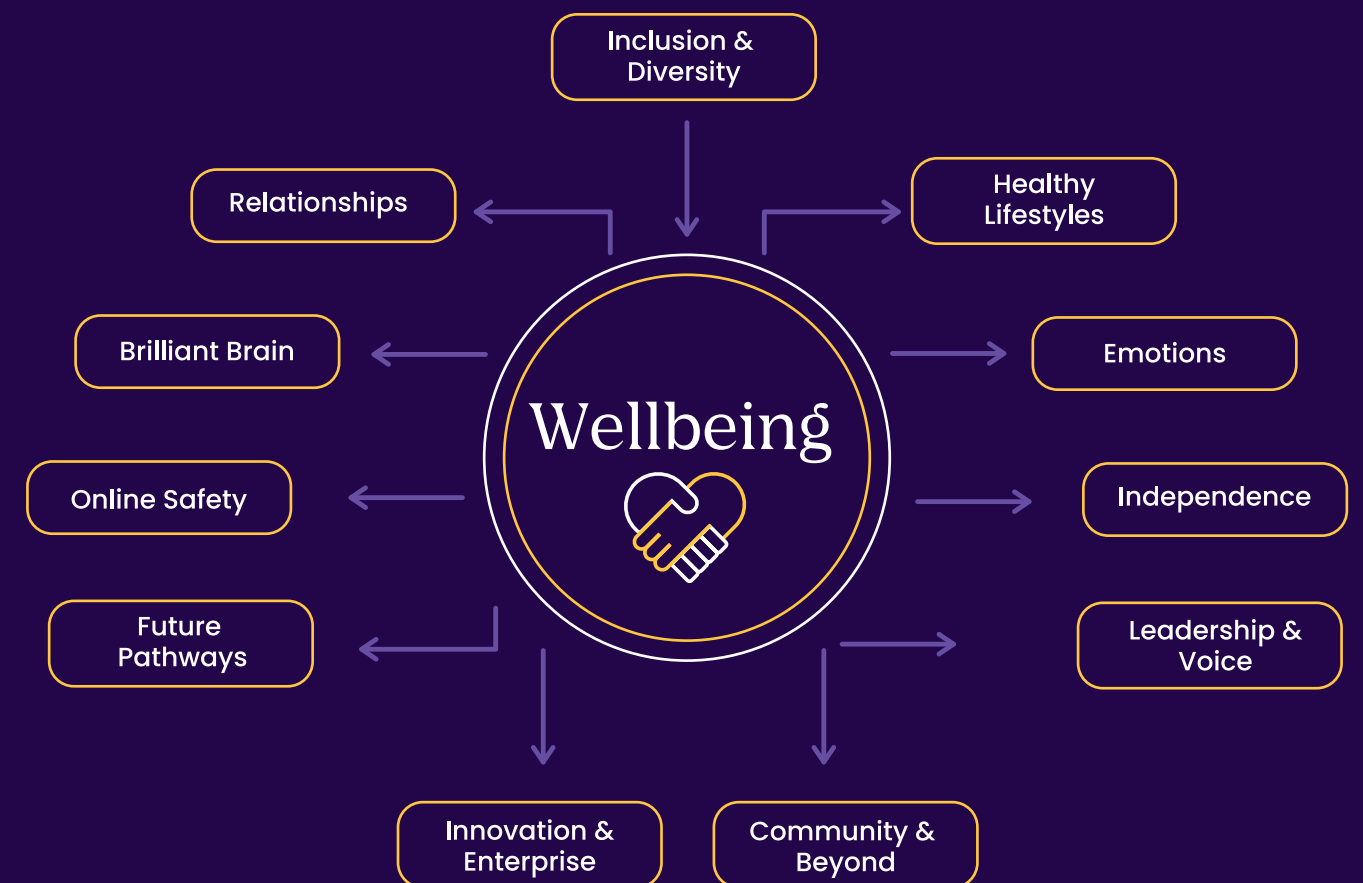 Inclusion &
Diversity
Relationships
Healthy
Lifestyles
Brilliant Brain
Emotions
Wellbeing
Online Safety
Independence
Future
Pathways
Leadership &
Voice
Innovation &
Enterprise
Community &
Beyond